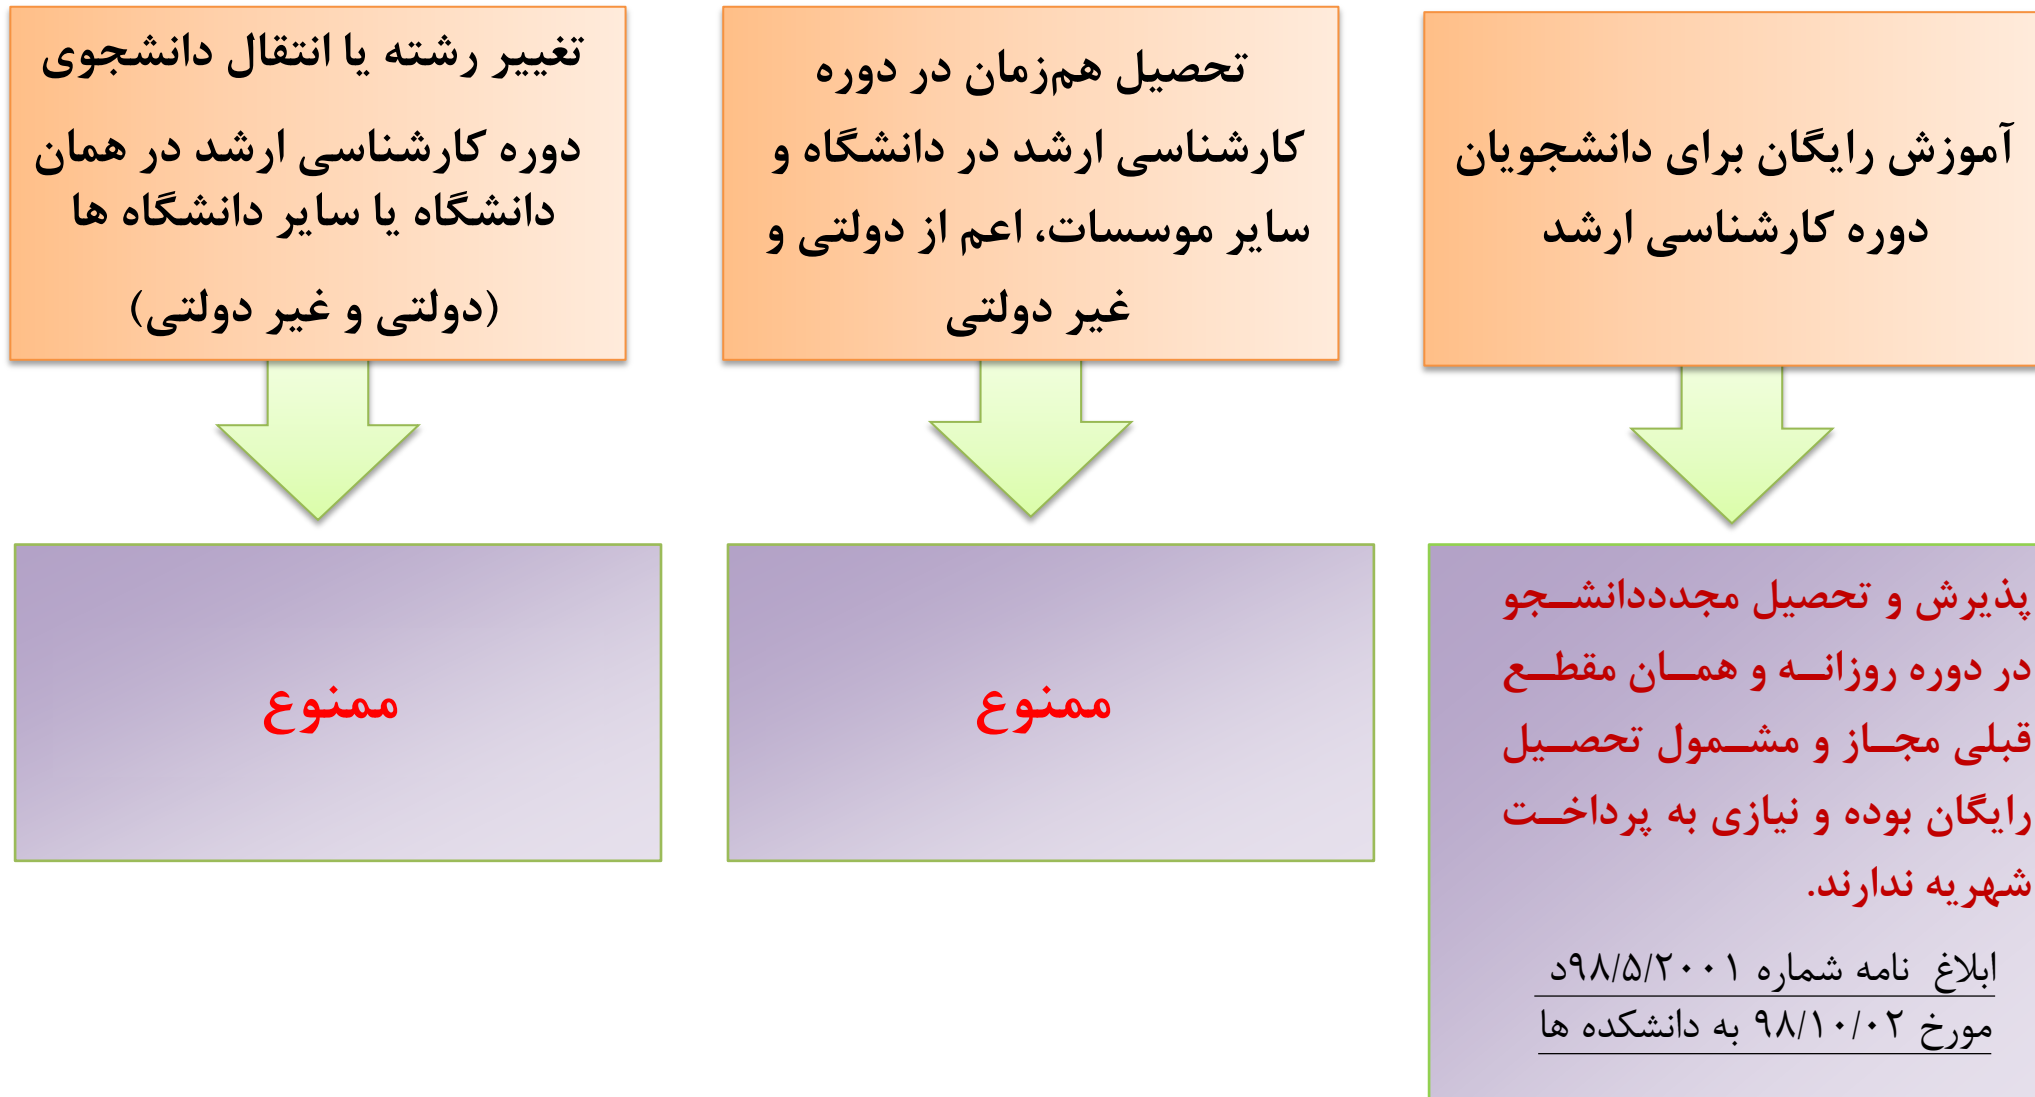 آموزش رایگان برای دانشجویان
دوره کارشناسی ارشد
پذیرش و تحصیل مجدددانشجو
در دوره روزانه و همان مقطع
قبلی مجاز و مشمول تحصیل
رایگان بوده و نیازی به پرداخت
شهریه ندارند.
ابلاغ نامه شماره ۹۸/۵/۲۰۰۱د
مورخ ۹۸/۱۰/۰۲ به دانشکده ها
تحصیل هم‌زمان در دوره
کارشناسی ارشد در دانشگاه و
سایر موسسات، اعم از دولتی و
غیر دولتی
ممنوع
تغییر رشته یا انتقال دانشجوی
دوره کارشناسی ارشد در همان
دانشگاه یا سایر دانشگاه ها
(دولتی و غیر دولتی)
ممنوع